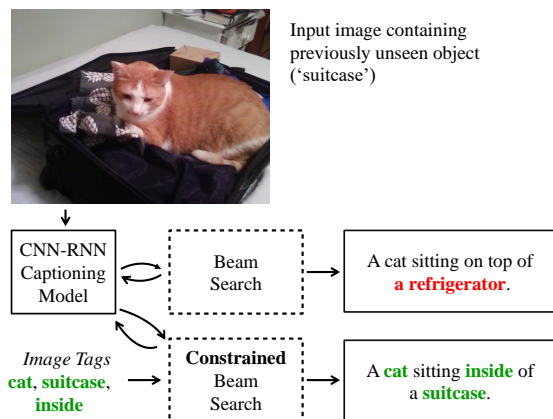 Input image containing
previously unseen object
(‘suitcase’)
CNN-RNN
Captioning
Model
Beam
Search
A cat sitting on top of
a refrigerator.
Image Tags
cat, suitcase,
inside
Constrained
Beam
Search
A cat sitting inside of
a suitcase.